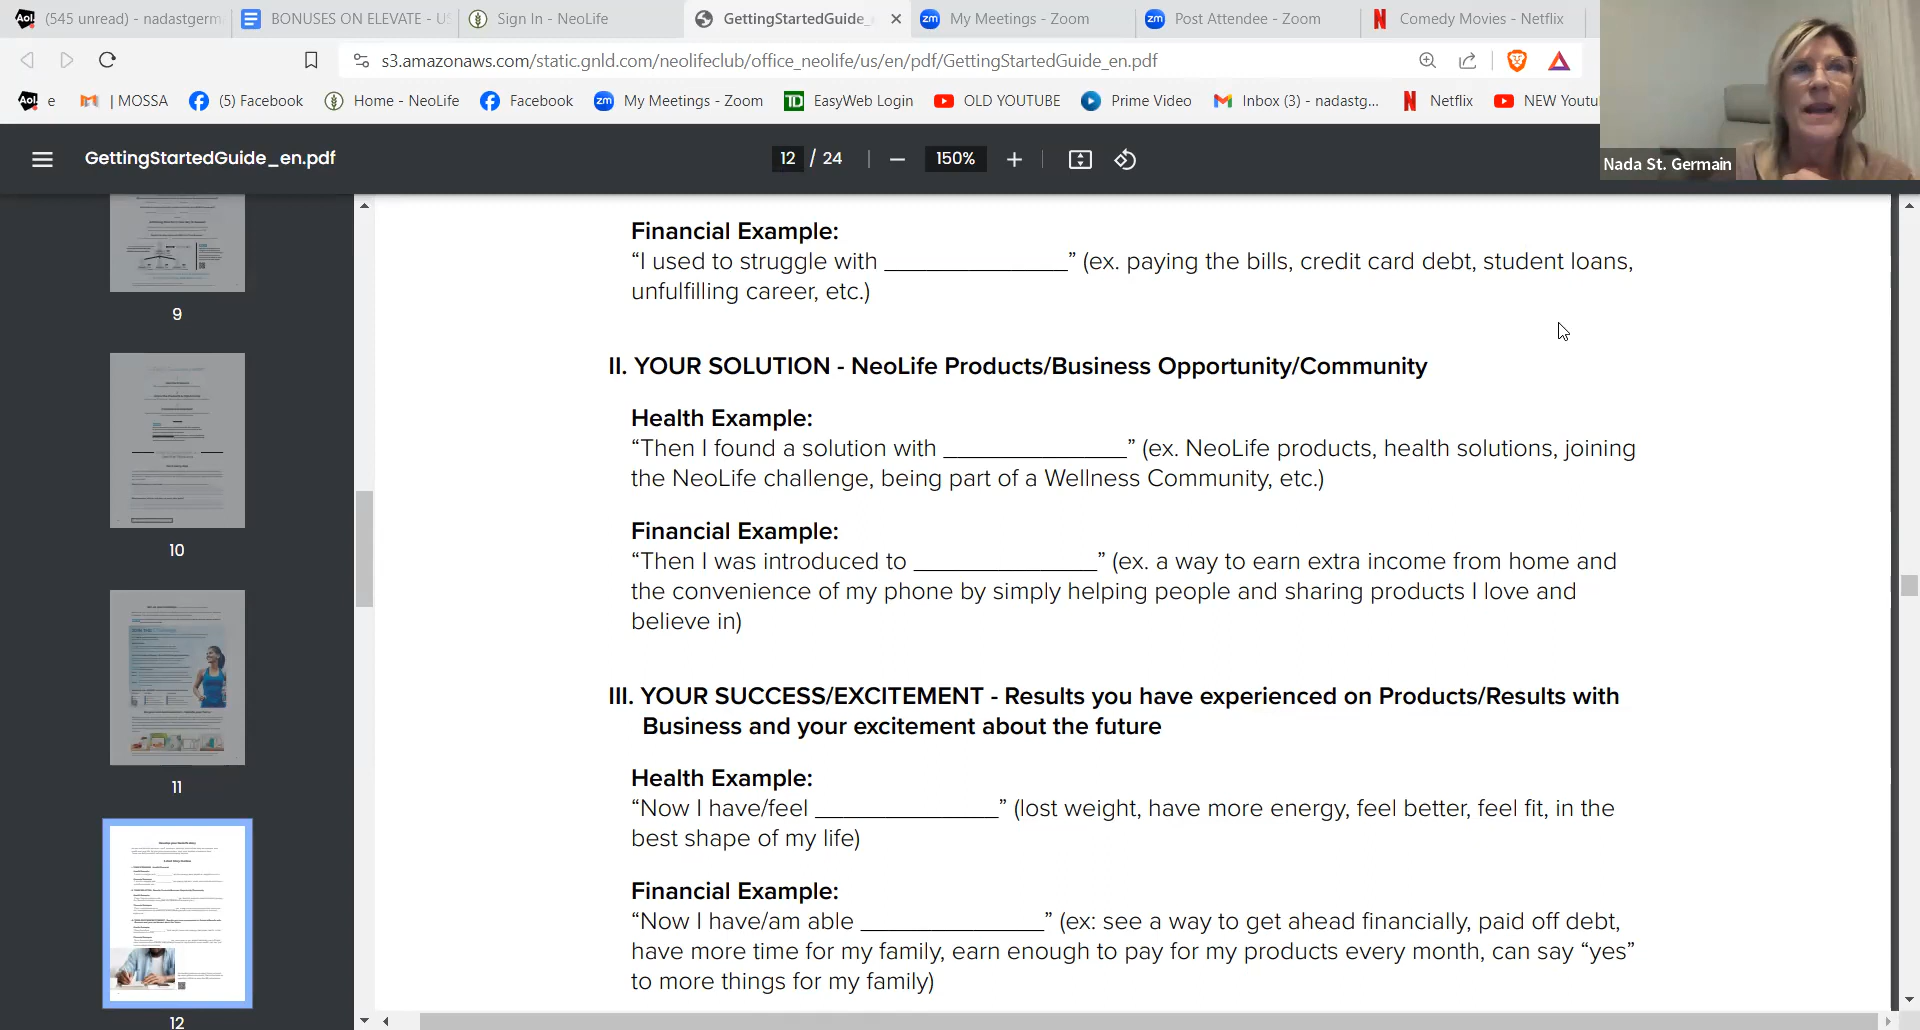 (545 unread) - nadastgerm
BONUSES ON ELEVATE - US
Sign In - NeoLife
GettingStartedGuide_
My Meetings - Zoom
Post Attendee - Zoom
Comedy Movies - Netflix
s3.amazonaws.com/static.gnld.com/neolifeclub/office_neolife/us/en/pdf/GettingStartedGuide_en.pdf
Aol. e
| MOSSA
(5) Facebook
Home - NeoLife
Facebook
My Meetings - Zoom
EasyWeb Login
OLD YOUTUBE
Prime Video
Inbox (3) - nadastg...
Netflix
NEW Youtu
Nada St. Germain
GettingStartedGuide_en.pdf
12 / 24
150%
9
10
11
12
Financial Example:
“I used to struggle with ______________” (ex. paying the bills, credit card debt, student loans,
unfulfilling career, etc.)
II. YOUR SOLUTION - NeoLife Products/Business Opportunity/Community
Health Example:
“Then I found a solution with ______________” (ex. NeoLife products, health solutions, joining
the NeoLife challenge, being part of a Wellness Community, etc.)
Financial Example:
“Then I was introduced to ______________” (ex. a way to earn extra income from home and
the convenience of my phone by simply helping people and sharing products I love and
believe in)
III. YOUR SUCCESS/EXCITEMENT - Results you have experienced on Products/Results with
Business and your excitement about the future
Health Example:
“Now I have/feel ______________” (lost weight, have more energy, feel better, feel fit, in the
best shape of my life)
Financial Example:
“Now I have/am able ______________” (ex: see a way to get ahead financially, paid off debt,
have more time for my family, earn enough to pay for my products every month, can say “yes”
to more things for my family)